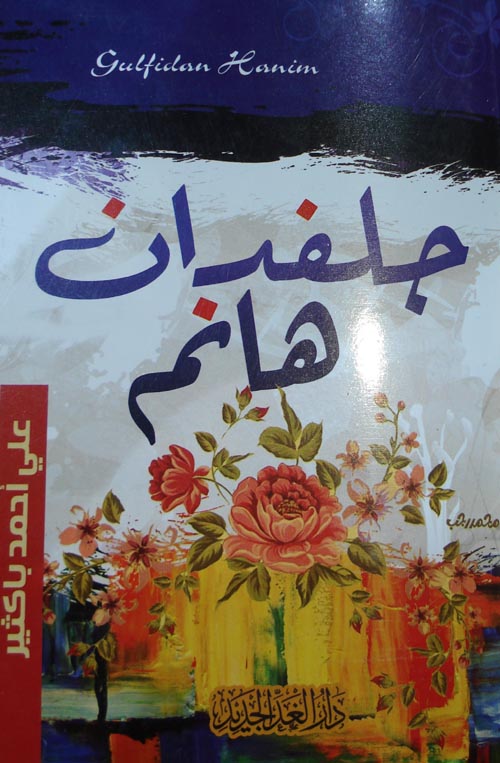 Gulfidan Hanim
جلفدان
هانم
علي أحمد باكثير
دار الغد الجديد